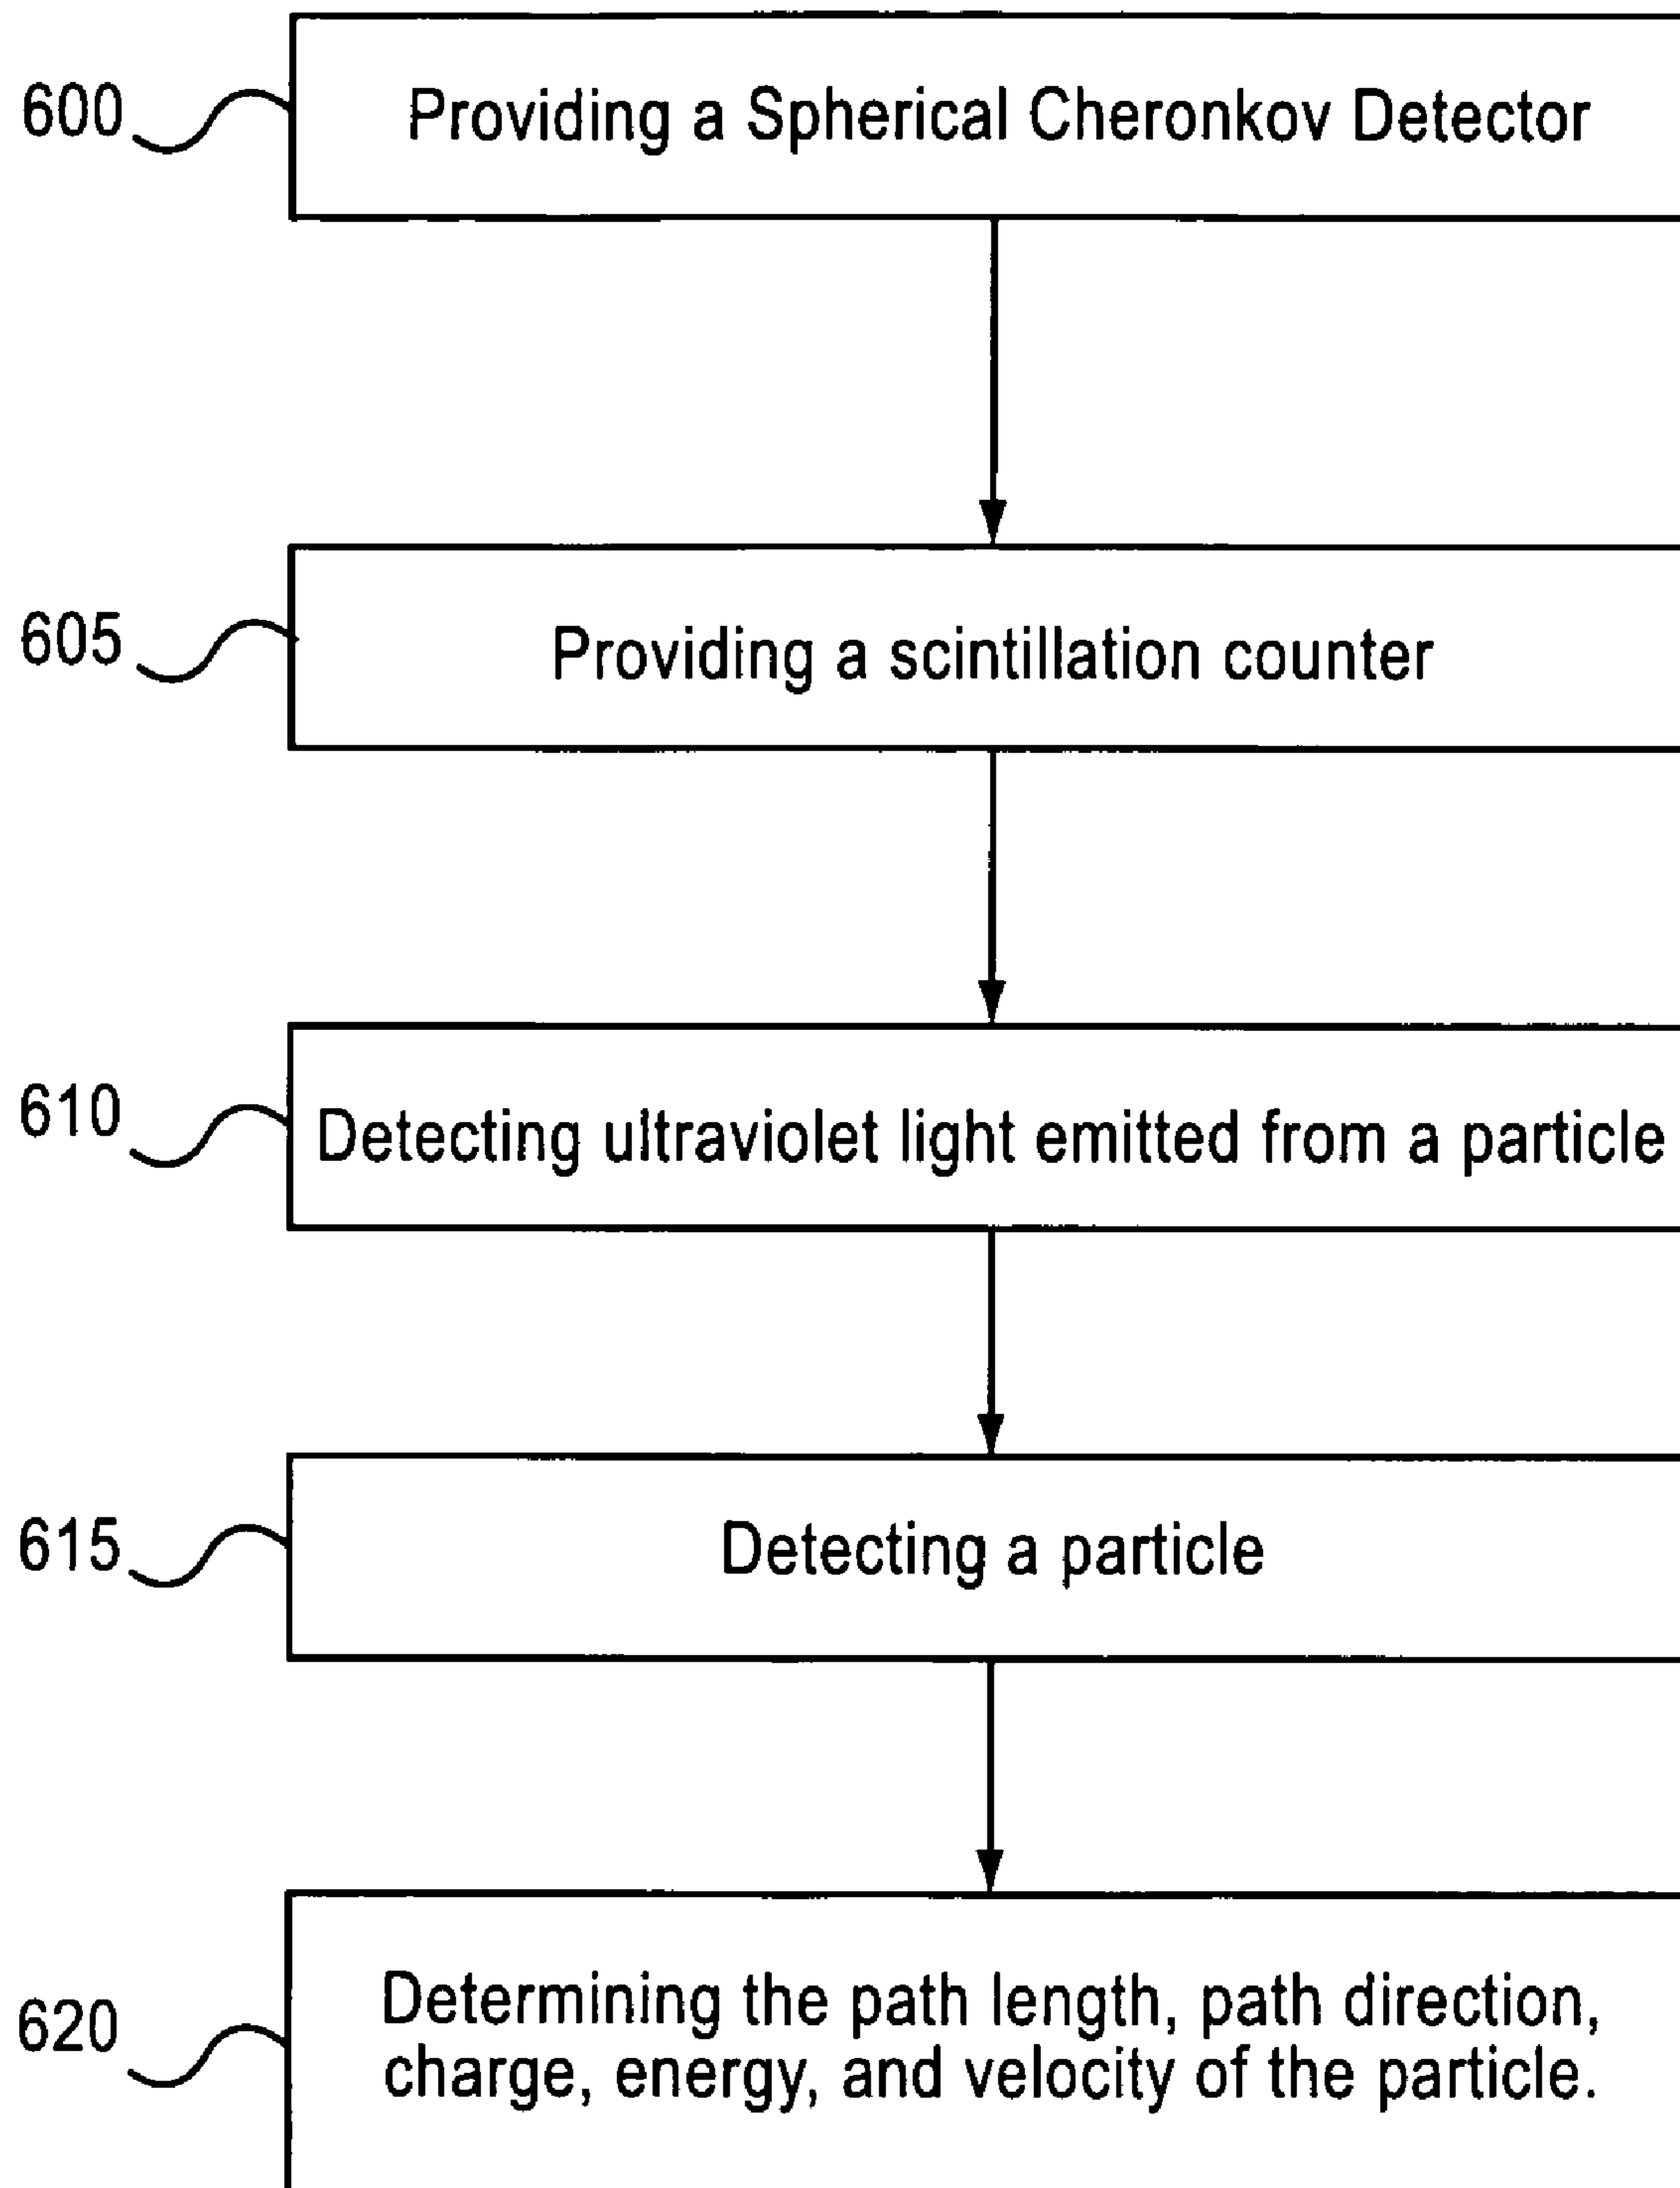 600 Providing a Spherical Cheronkov Detector
605 Providing a scintillation counter
610 Detecting ultraviolet light emitted from a particle
615 Detecting a particle
620 Determining the path length, path direction,
charge, energy, and velocity of the particle.